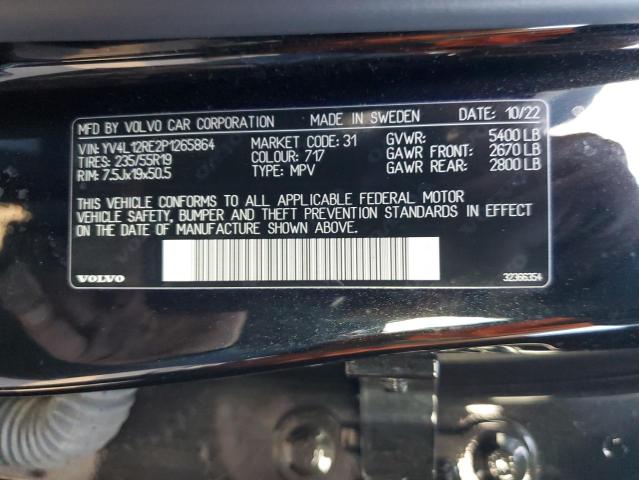 MFD BY VOLVO CAR CORPORATION MADE IN SWEDEN DATE: 10/22
VIN: YV4L12RE2P1265864 MARKET CODE: 31 GVWR: 5400 LB
TIRES: 235/55R19 COLOUR: 717 GAWR FRONT: 2670 LB
RIM: 7.5Jx19x50.5 TYPE: MPV GAWR REAR: 2800 LB
THIS VEHICLE CONFORMS TO ALL APPLICABLE FEDERAL MOTOR
VEHICLE SAFETY, BUMPER AND THEFT PREVENTION STANDARDS IN EFFECT
ON THE DATE OF MANUFACTURE SHOWN ABOVE.
VOLVO 32366354